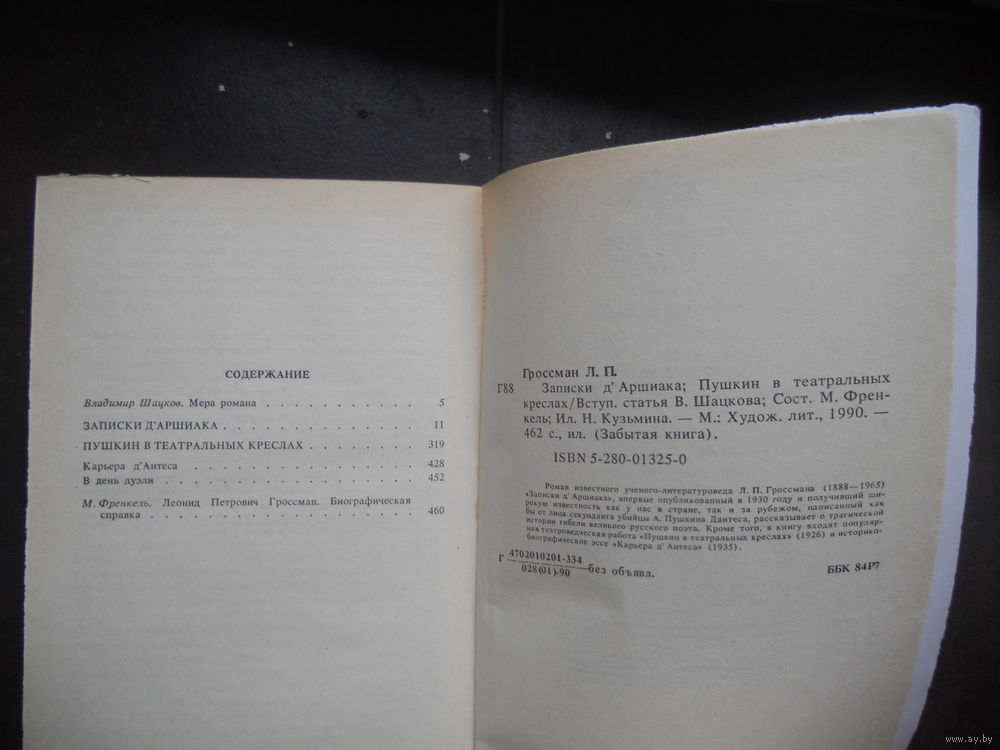 СОДЕРЖАНИЕ
Владимир Шацков. Мера романа . . . . . . . . . . . . 5
ЗАПИСКИ Д'АРШИАКА . . . . . . . . . . . . . . . 11
ПУШКИН В ТЕАТРАЛЬНЫХ КРЕСЛАХ . . . . . . . . . . 319
Карьера д'Антеса . . . . . . . . . . . . . . . . . 428
В день дуэли . . . . . . . . . . . . . . . . . . . 452
М. Френкель. Леонид Петрович Гроссман. Биографическая
справка . . . . . . . . . . . . . . . . . . . 460
Гроссман Л. П.
Г88 Записки д'Аршиака; Пушкин в театральных
креслах/Вступ. статья В. Шацкова; Сост. М. Френ-
кель; Ил. Н. Кузьмина. — М.: Худож. лит., 1990. —
462 с., ил. (Забытая книга).
ISBN 5-280-01325-0
Роман известного ученого-литературоведа Л. П. Гроссмана (1888—1965)
«Записки д'Аршиака», впервые опубликованный в 1930 году и получивший ши-
рокую известность как у нас в стране, так и за рубежом, написанный как
бы от лица секунданта убийцы А. Пушкина Дантеса, рассказывает о трагической
истории гибели великого русского поэта. Кроме того, в книгу входят популяр-
ная театроведческая работа «Пушкин в театральных креслах» (1926) и историко-
биографическое эссе «Карьера д'Антеса» (1935).
Г 4702010201-334
028(01)-90 без объявл.
ББК 84Р7
www.ay.by